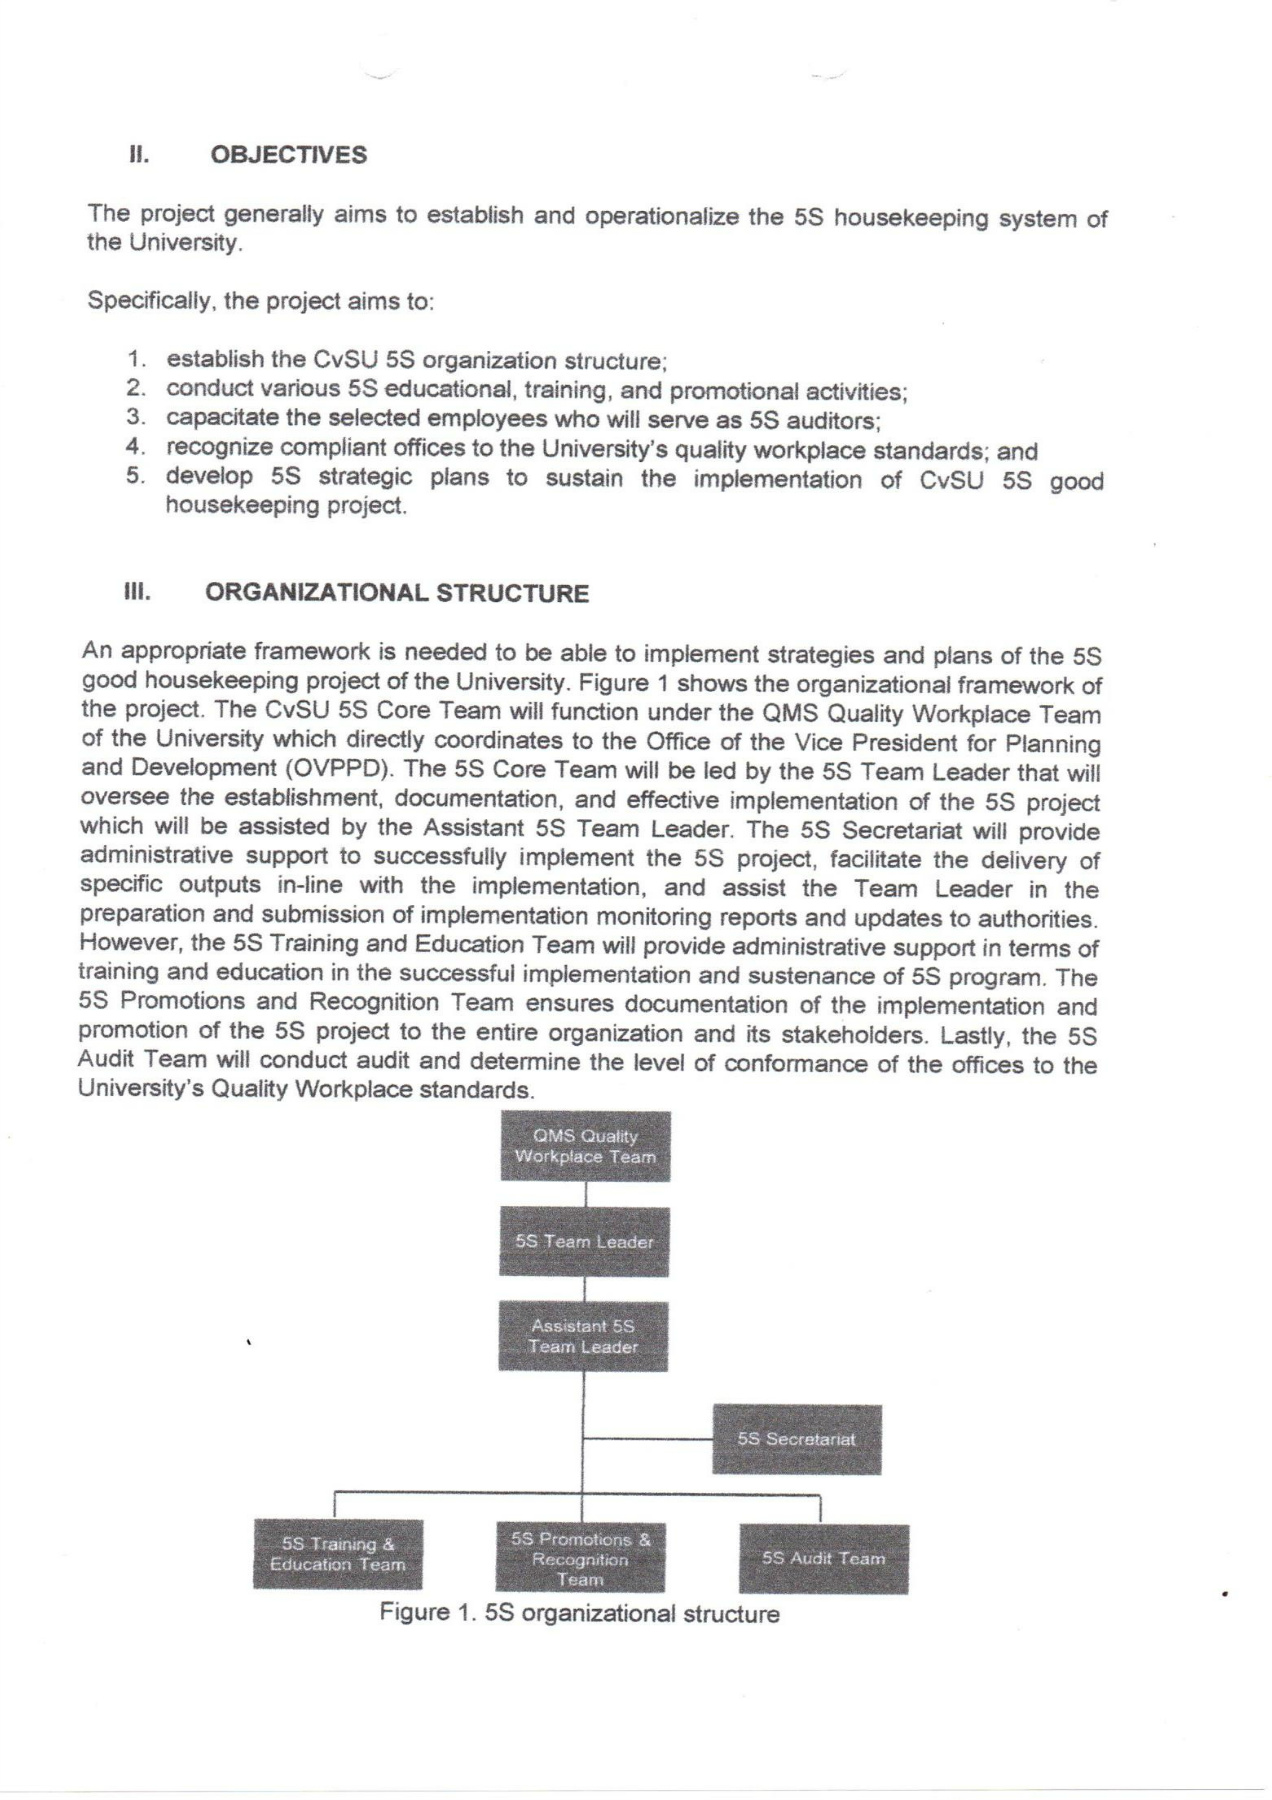 II. OBJECTIVES
The project generally aims to establish and operationalize the 5S housekeeping system of
the University.
Specifically, the project aims to:
1. establish the CvSU 5S organization structure;
2. conduct various 5S educational, training, and promotional activities;
3. capacitate the selected employees who will serve as 5S auditors;
4. recognize compliant offices to the University's quality workplace standards; and
5. develop 5S strategic plans to sustain the implementation of CvSU 5S good
housekeeping project.
III. ORGANIZATIONAL STRUCTURE
An appropriate framework is needed to be able to implement strategies and plans of the 5S
good housekeeping project of the University. Figure 1 shows the organizational framework of
the project. The CvSU 5S Core Team will function under the QMS Quality Workplace Team
of the University which directly coordinates to the Office of the Vice President for Planning
and Development (OVPPD). The 5S Core Team will be led by the 5S Team Leader that will
oversee the establishment, documentation, and effective implementation of the 5S project
which will be assisted by the Assistant 5S Team Leader. The 5S Secretariat will provide
administrative support to successfully implement the 5S project, facilitate the delivery of
specific outputs in-line with the implementation, and assist the Team Leader in the
preparation and submission of implementation monitoring reports and updates to authorities.
However, the 5S Training and Education Team will provide administrative support in terms of
training and education in the successful implementation and sustenance of 5S program. The
5S Promotions and Recognition Team ensures documentation of the implementation and
promotion of the 5S project to the entire organization and its stakeholders. Lastly, the 5S
Audit Team will conduct audit and determine the level of conformance of the offices to the
University's Quality Workplace standards.
QMS Quality
Workplace Team
5S Team Leader
Assistant 5S
Team Leader
5S Secretariat
5S Training &
Education Team
5S Promotions &
Recognition
Team
5S Audit Team
Figure 1. 5S organizational structure